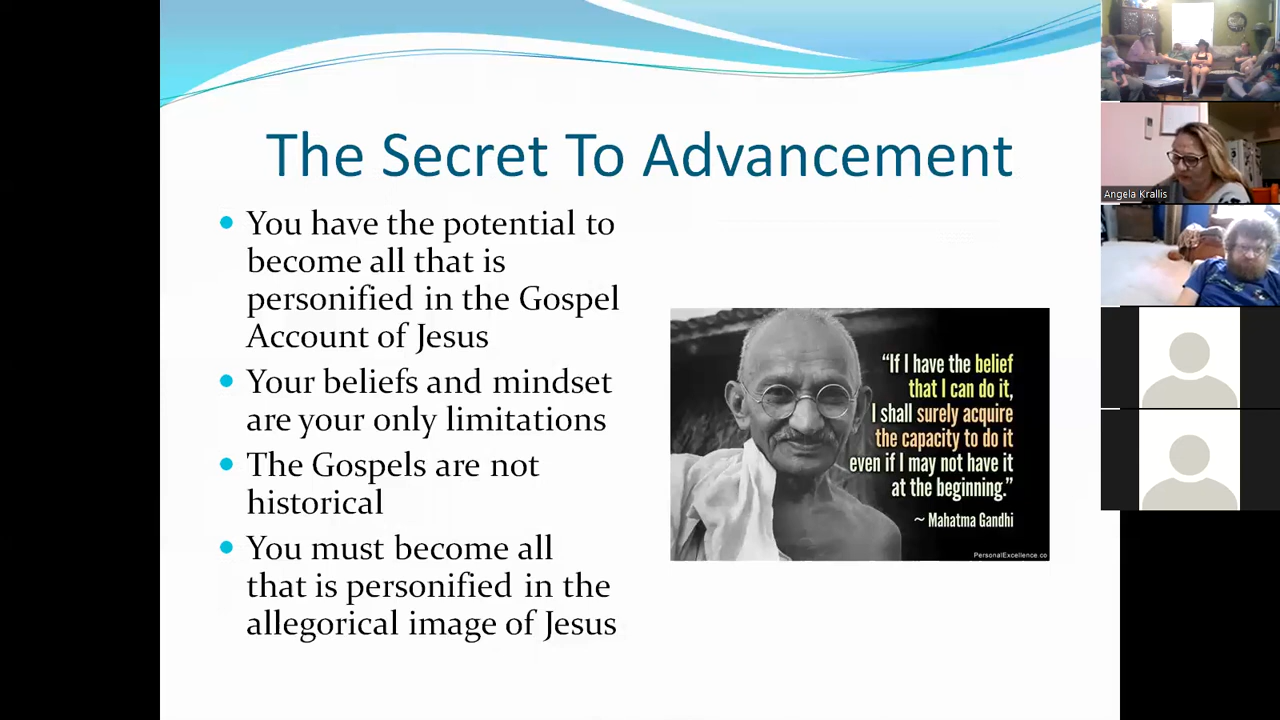 The Secret To Advancement
You have the potential to
become all that is
personified in the Gospel
Account of Jesus
Your beliefs and mindset
are your only limitations
The Gospels are not
historical
You must become all
that is personified in the
allegorical image of Jesus
“If I have the belief
that I can do it,
I shall surely acquire
the capacity to do it
even if I may not have it
at the beginning.”
~ Mahatma Gandhi
PersonalExcellence.co
Angela Krallis